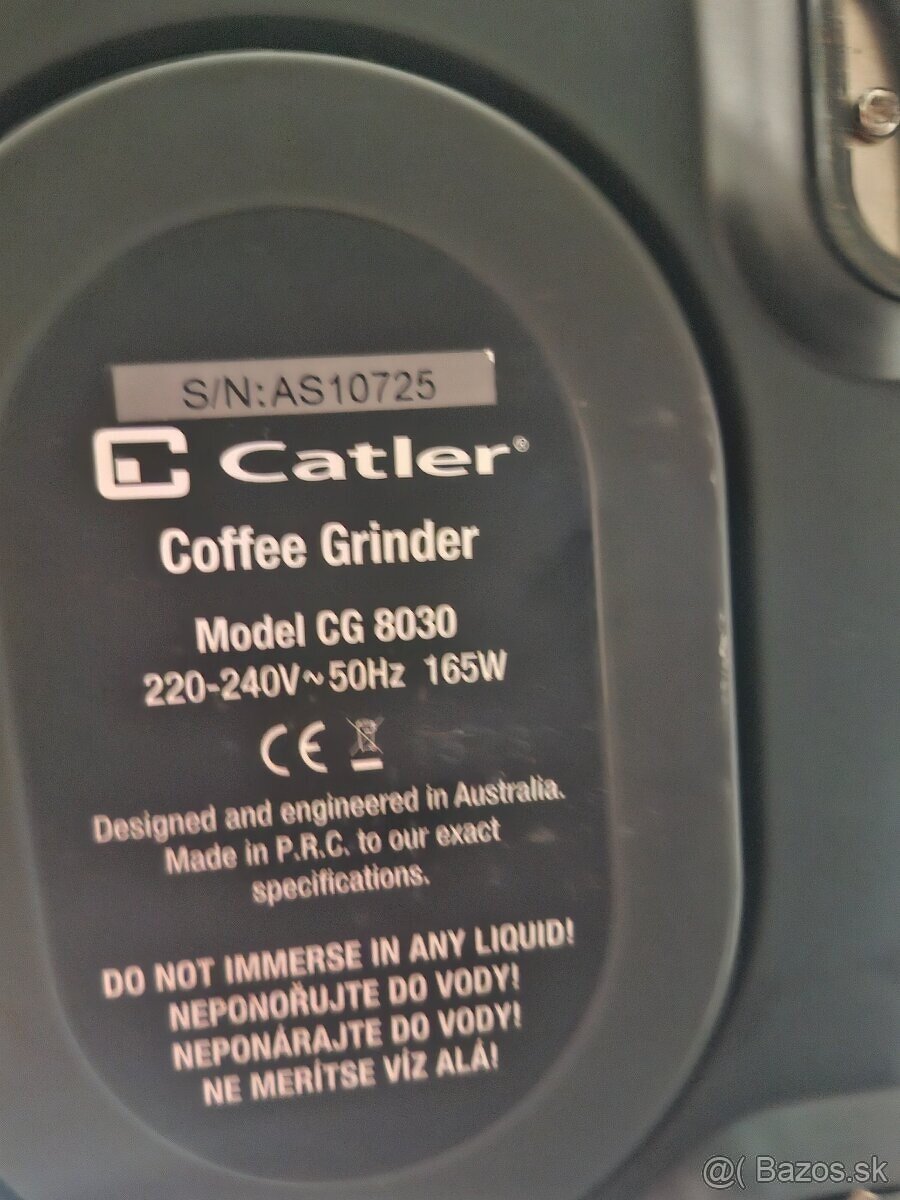 S/N:AS10725
Catler®
Coffee Grinder
Model CG 8030
220-240V~50Hz 165W
CE
Designed and engineered in Australia.
Made in P.R.C. to our exact
specifications.
DO NOT IMMERSE IN ANY LIQUID!
NEPONOŘUJTE DO VODY!
NEPONÁRAJTE DO VODY!
NE MERÍTSE VÍZ ALÁ!
@( Bazos.sk